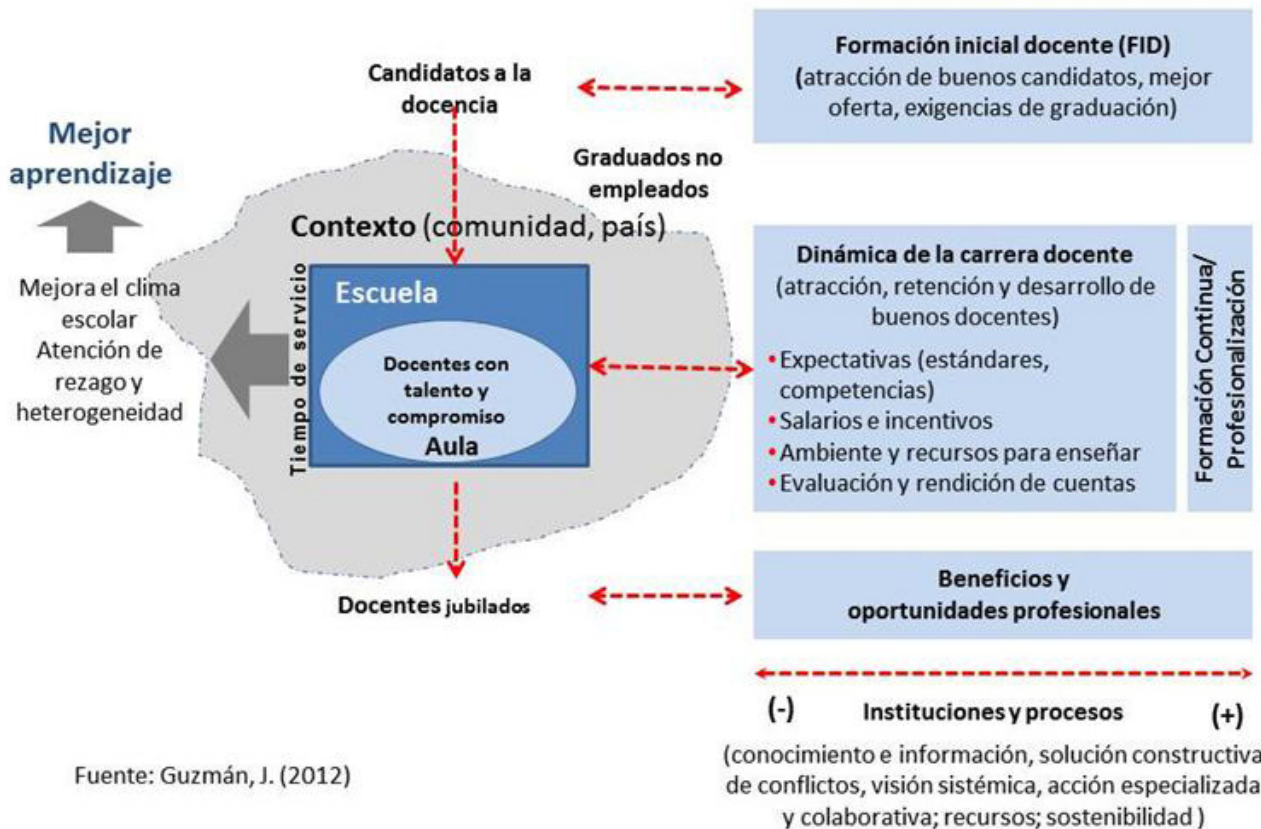 Formación inicial docente (FID)
(atracción de buenos candidatos, mejor
oferta, exigencias de graduación)
Candidatos a la
docencia
Mejor
aprendizaje
Graduados no
empleados
Contexto (comunidad, país)
Mejora el clima
escolar
Atención de
rezago y
heterogeneidad
Tiempo de servicio
Escuela
Docentes con
talento y
compromiso
Aula
Dinámica de la carrera docente
(atracción, retención y desarrollo de
buenos docentes)
• Expectativas (estándares,
competencias)
• Salarios e incentivos
• Ambiente y recursos para enseñar
• Evaluación y rendición de cuentas
Formación Continua/
Profesionalización
Docentes jubilados
Beneficios y
oportunidades profesionales
(-) Instituciones y procesos (+)
(conocimiento e información, solución constructiva
de conflictos, visión sistémica, acción especializada
y colaborativa; recursos; sostenibilidad )
Fuente: Guzmán, J. (2012)